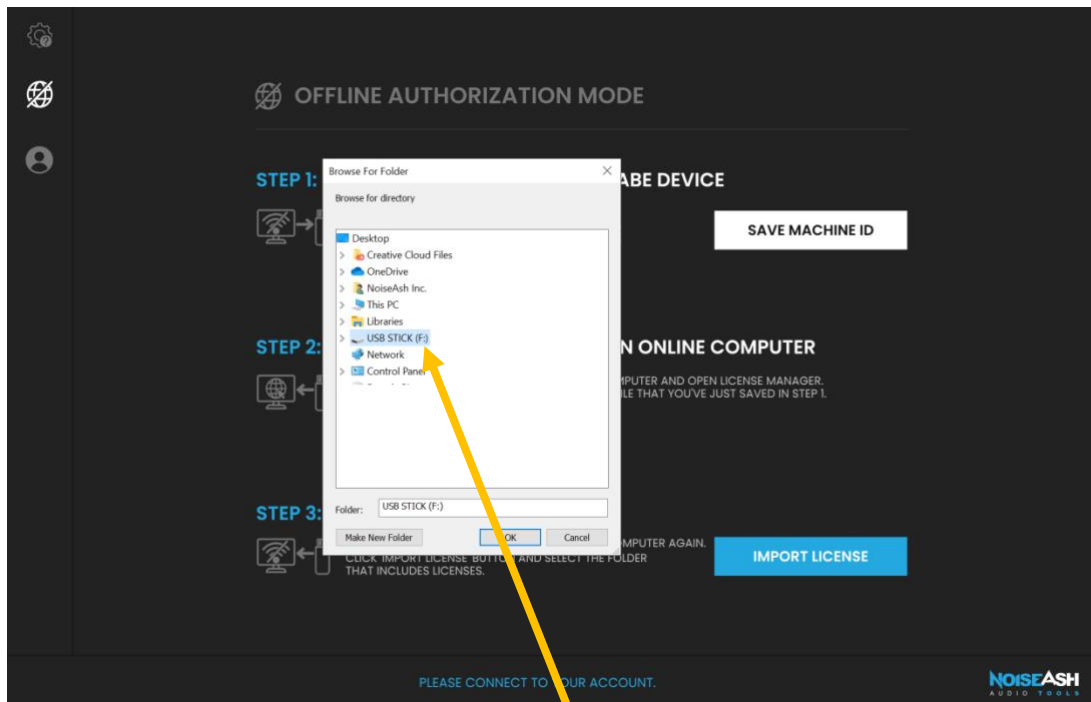 OFFLINE AUTHORIZATION MODE
STEP 1:
ABE DEVICE
SAVE MACHINE ID
Browse For Folder
Browse for directory
Desktop
Creative Cloud Files
OneDrive
NoiseAsh Inc.
This PC
Libraries
USB STICK (F:)
Network
Control Panel
Folder: USB STICK (F:)
Make New Folder
OK
Cancel
STEP 2:
N ONLINE COMPUTER
MPUTER AND OPEN LICENSE MANAGER.
ILE THAT YOU'VE JUST SAVED IN STEP 1.
STEP 3:
MPUTER AGAIN.
CLICK IMPORT LICENSE BUTTON AND SELECT THE FOLDER
THAT INCLUDES LICENSES.
IMPORT LICENSE
PLEASE CONNECT TO YOUR ACCOUNT.
NOISEASH
AUDIO TOOLS